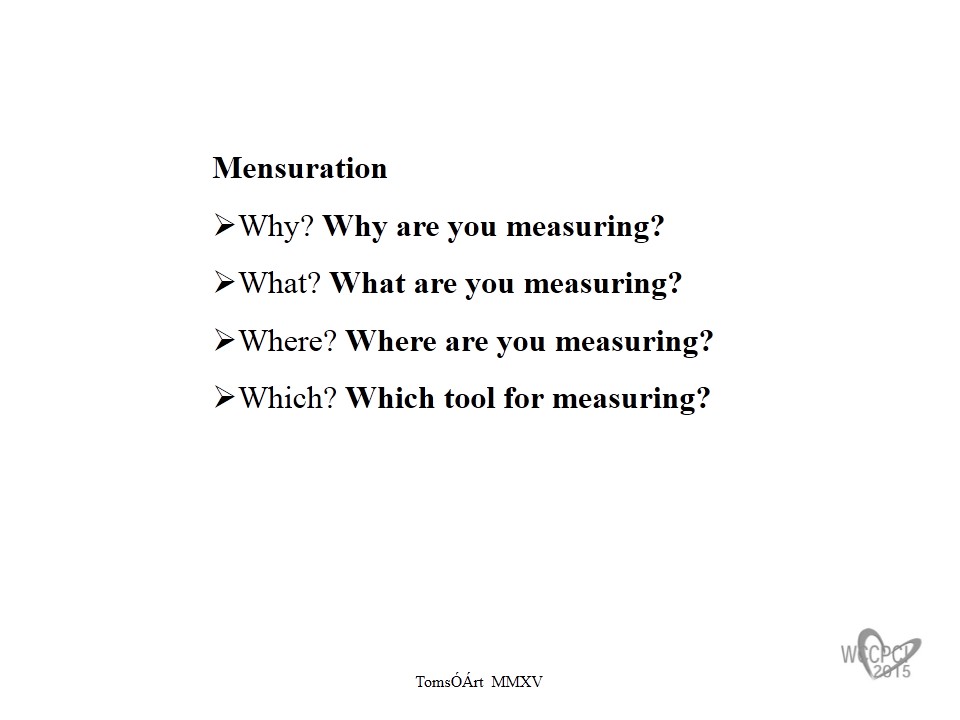 Mensuration
➢Why? Why are you measuring?
➢What? What are you measuring?
➢Where? Where are you measuring?
➢Which? Which tool for measuring?
WCCPCI
2015
TomsÓÁrt MMXV